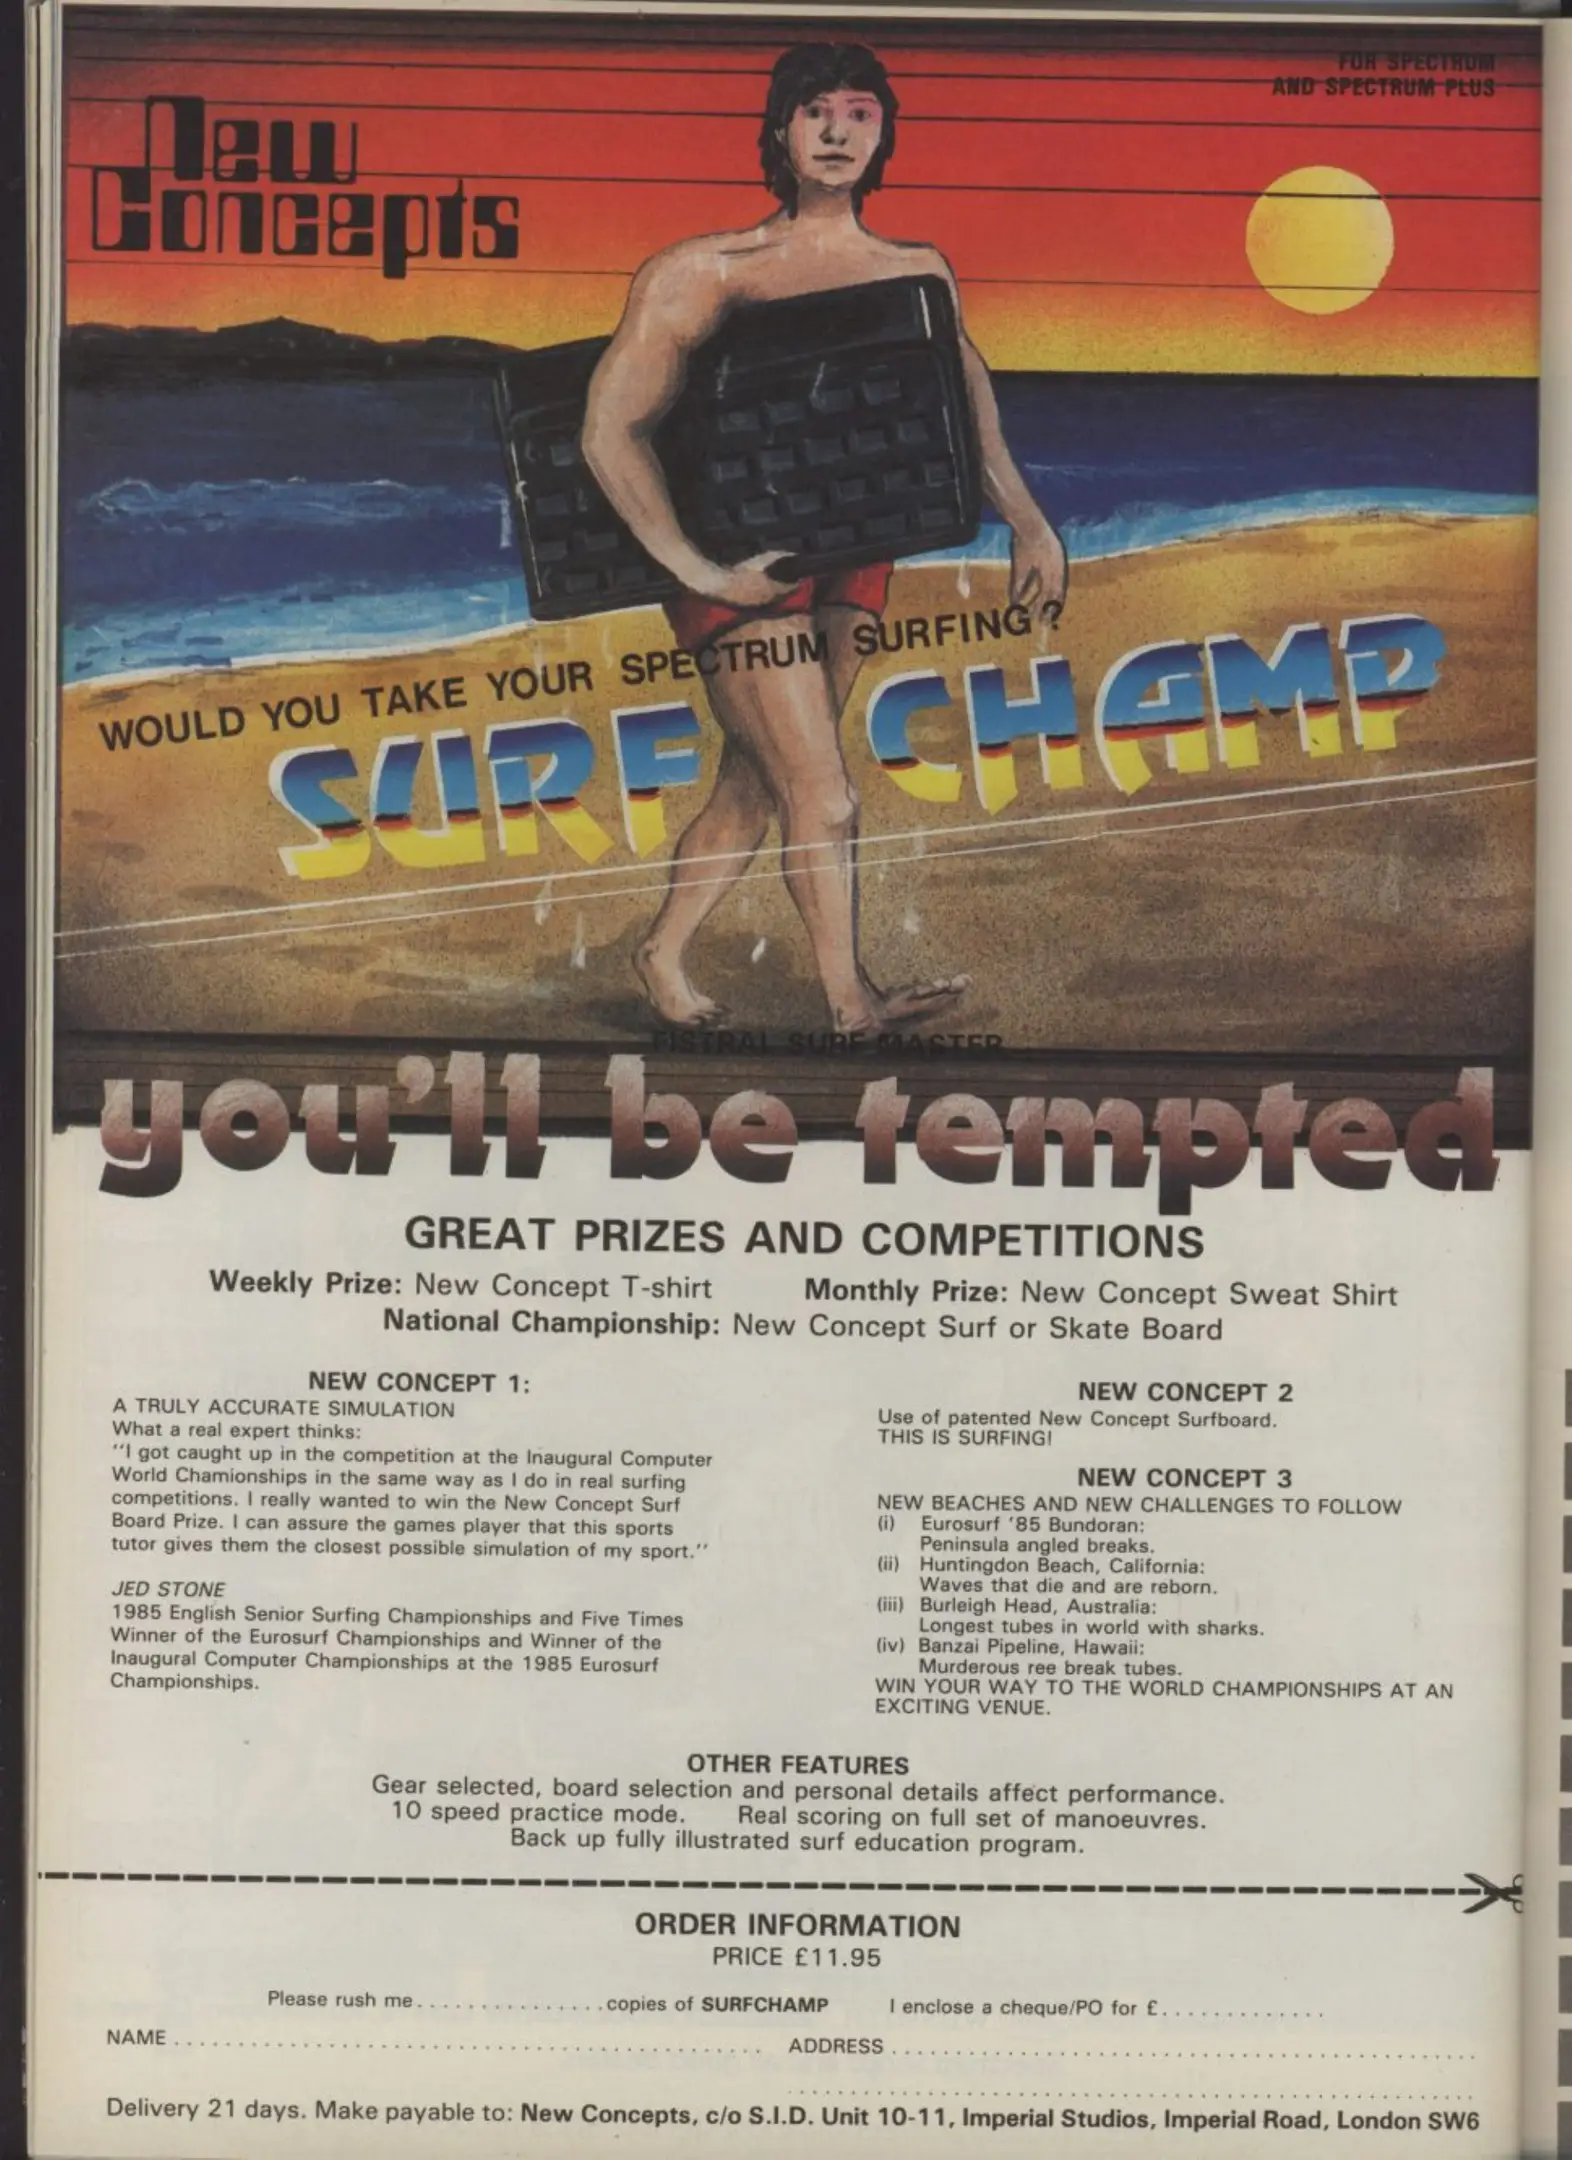 FOR SPECTRUM
AND SPECTRUM PLUS
New
Concepts
WOULD YOU TAKE YOUR SPECTRUM SURFING?
SURF CHAMP
FISTRAL SURF MASTER
you'll be tempted
GREAT PRIZES AND COMPETITIONS
Weekly Prize: New Concept T-shirt Monthly Prize: New Concept Sweat Shirt
National Championship: New Concept Surf or Skate Board
NEW CONCEPT 1:
A TRULY ACCURATE SIMULATION
What a real expert thinks:
''I got caught up in the competition at the Inaugural Computer
World Chamionships in the same way as I do in real surfing
competitions. I really wanted to win the New Concept Surf
Board Prize. I can assure the games player that this sports
tutor gives them the closest possible simulation of my sport.''
JED STONE
1985 English Senior Surfing Championships and Five Times
Winner of the Eurosurf Championships and Winner of the
Inaugural Computer Championships at the 1985 Eurosurf
Championships.
NEW CONCEPT 2
Use of patented New Concept Surfboard.
THIS IS SURFING!
NEW CONCEPT 3
NEW BEACHES AND NEW CHALLENGES TO FOLLOW
(i) Eurosurf '85 Bundoran:
Peninsula angled breaks.
(ii) Huntingdon Beach, California:
Waves that die and are reborn.
(iii) Burleigh Head, Australia:
Longest tubes in world with sharks.
(iv) Banzai Pipeline, Hawaii:
Murderous ree break tubes.
WIN YOUR WAY TO THE WORLD CHAMPIONSHIPS AT AN
EXCITING VENUE.
OTHER FEATURES
Gear selected, board selection and personal details affect performance.
10 speed practice mode. Real scoring on full set of manoeuvres.
Back up fully illustrated surf education program.
ORDER INFORMATION
PRICE £11.95
Please rush me................copies of SURFCHAMP I enclose a cheque/PO for £.............
NAME............................................... ADDRESS...............................................
Delivery 21 days. Make payable to: New Concepts, c/o S.I.D. Unit 10-11, Imperial Studios, Imperial Road, London SW6